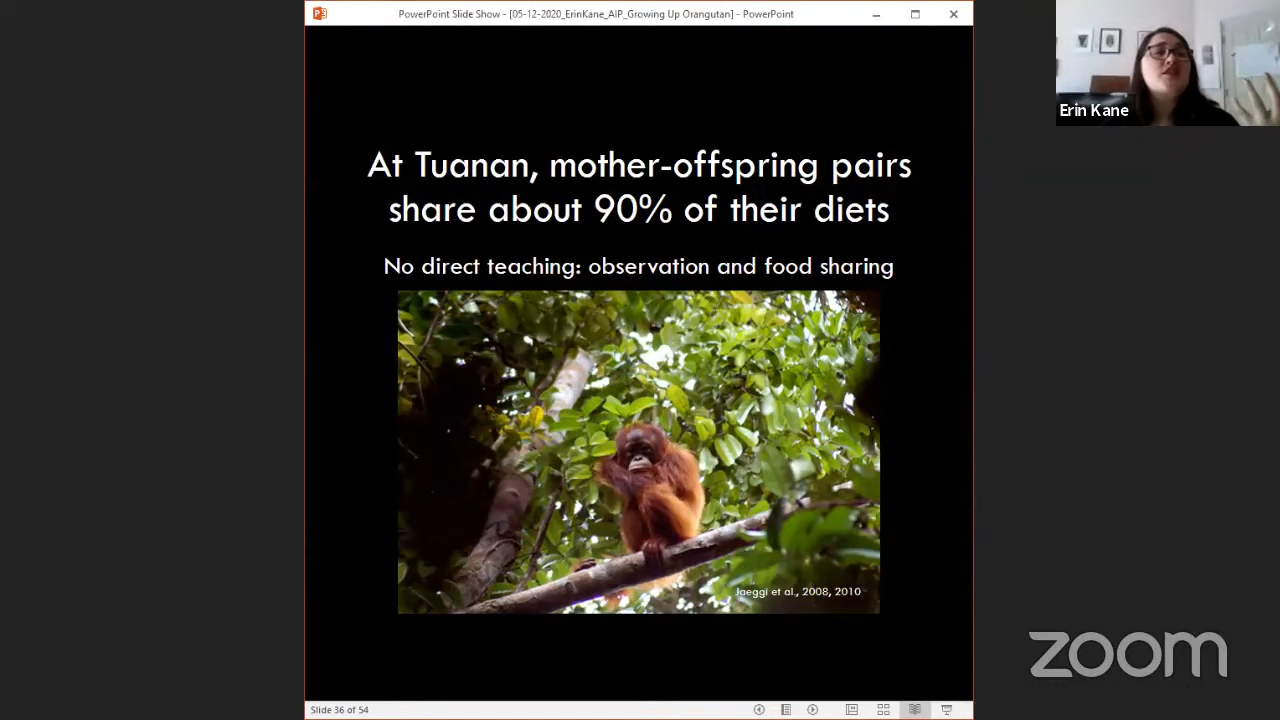 PowerPoint Slide Show - [05-12-2020_ErinKane_AIP_Growing Up Orangutan] - PowerPoint
Erin Kane
At Tuanan, mother-offspring pairs
share about 90% of their diets
No direct teaching: observation and food sharing
Jaeggi et al., 2008, 2010
zoom
Slide 36 of 54